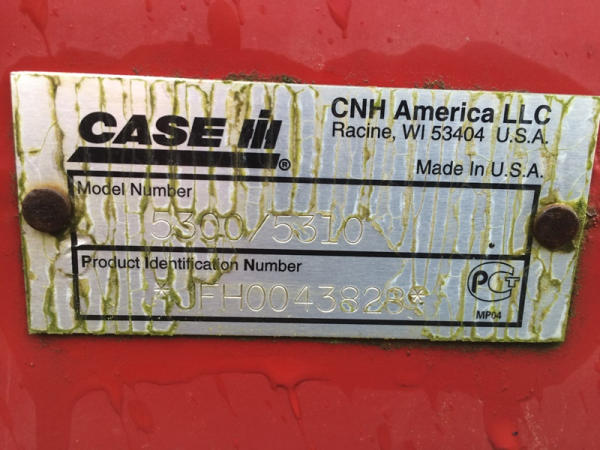 CASE IH®
CNH America LLC
Racine, WI 53404 U.S.A.
Made In U.S.A.
Model Number
5300/5310
Product Identification Number
*JFH0043828*
PCT
MP04